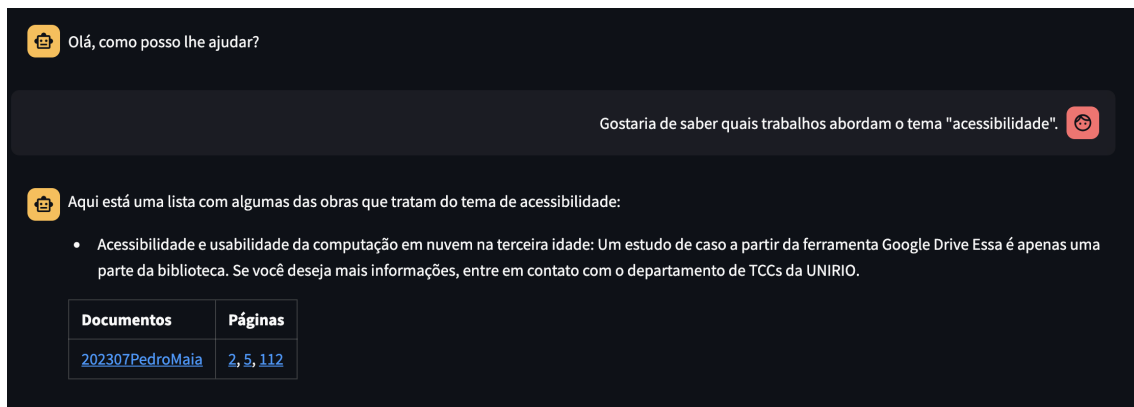 Olá, como posso lhe ajudar?
Gostaria de saber quais trabalhos abordam o tema "acessibilidade".
Aqui está uma lista com algumas das obras que tratam do tema de acessibilidade:
• Acessibilidade e usabilidade da computação em nuvem na terceira idade: Um estudo de caso a partir da ferramenta Google Drive Essa é apenas uma
parte da biblioteca. Se você deseja mais informações, entre em contato com o departamento de TCCs da UNIRIO.
Documentos Páginas
202307PedroMaia 2, 5, 112